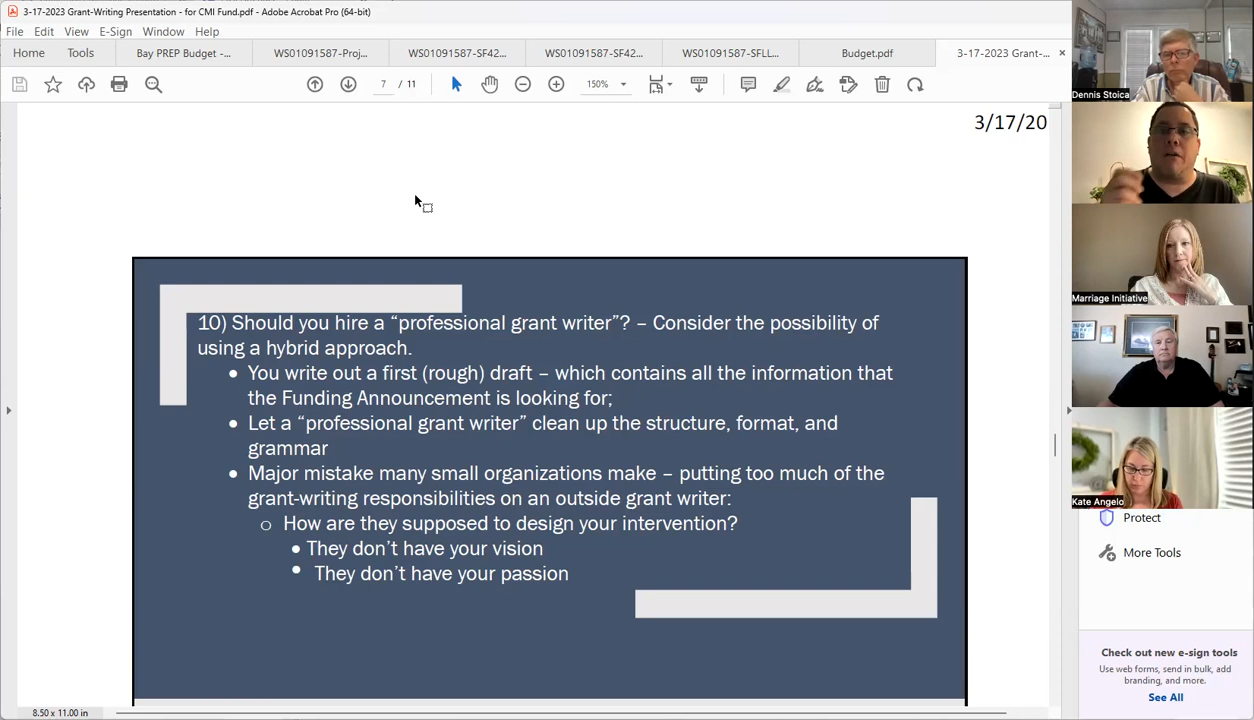 3-17-2023 Grant-Writing Presentation - for CMI Fund.pdf - Adobe Acrobat Pro (64-bit)
File Edit View E-Sign Window Help
Home Tools Bay PREP Budget -... WS01091587-Proj... WS01091587-SF42... WS01091587-SF42... WS01091587-SFLL... Budget.pdf 3-17-2023 Grant-...
7 / 11 150%
3/17/20
10) Should you hire a “professional grant writer”? – Consider the possibility of
using a hybrid approach.
• You write out a first (rough) draft – which contains all the information that
the Funding Announcement is looking for;
• Let a “professional grant writer” clean up the structure, format, and
grammar
• Major mistake many small organizations make – putting too much of the
grant-writing responsibilities on an outside grant writer:
o How are they supposed to design your intervention?
• They don’t have your vision
• They don’t have your passion
8.50 x 11.00 in
Dennis Stoica
Marriage Initiative
Kate Angelo
Protect
More Tools
Check out new e-sign tools
Use web forms, send in bulk, add
branding, and more.
See All